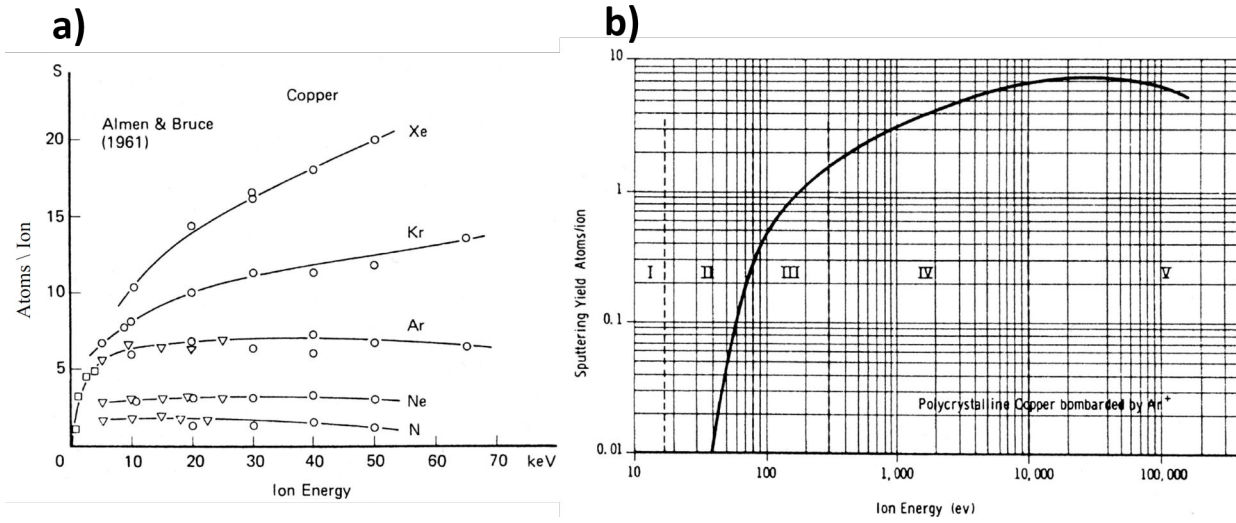 a)
S
Copper
Almen & Bruce
(1961)
Xe
20
15
Kr
Atoms \ Ion
10
Ar
5
Ne
N
0 10 20 30 40 50 60 70 keV
Ion Energy
b)
10
1
Sputtering Yield Atoms/ion
I II III IV V
0.1
Polycrystalline Copper bombarded by Ar+
0.01
10 100 1,000 10,000 100,000
Ion Energy (ev)